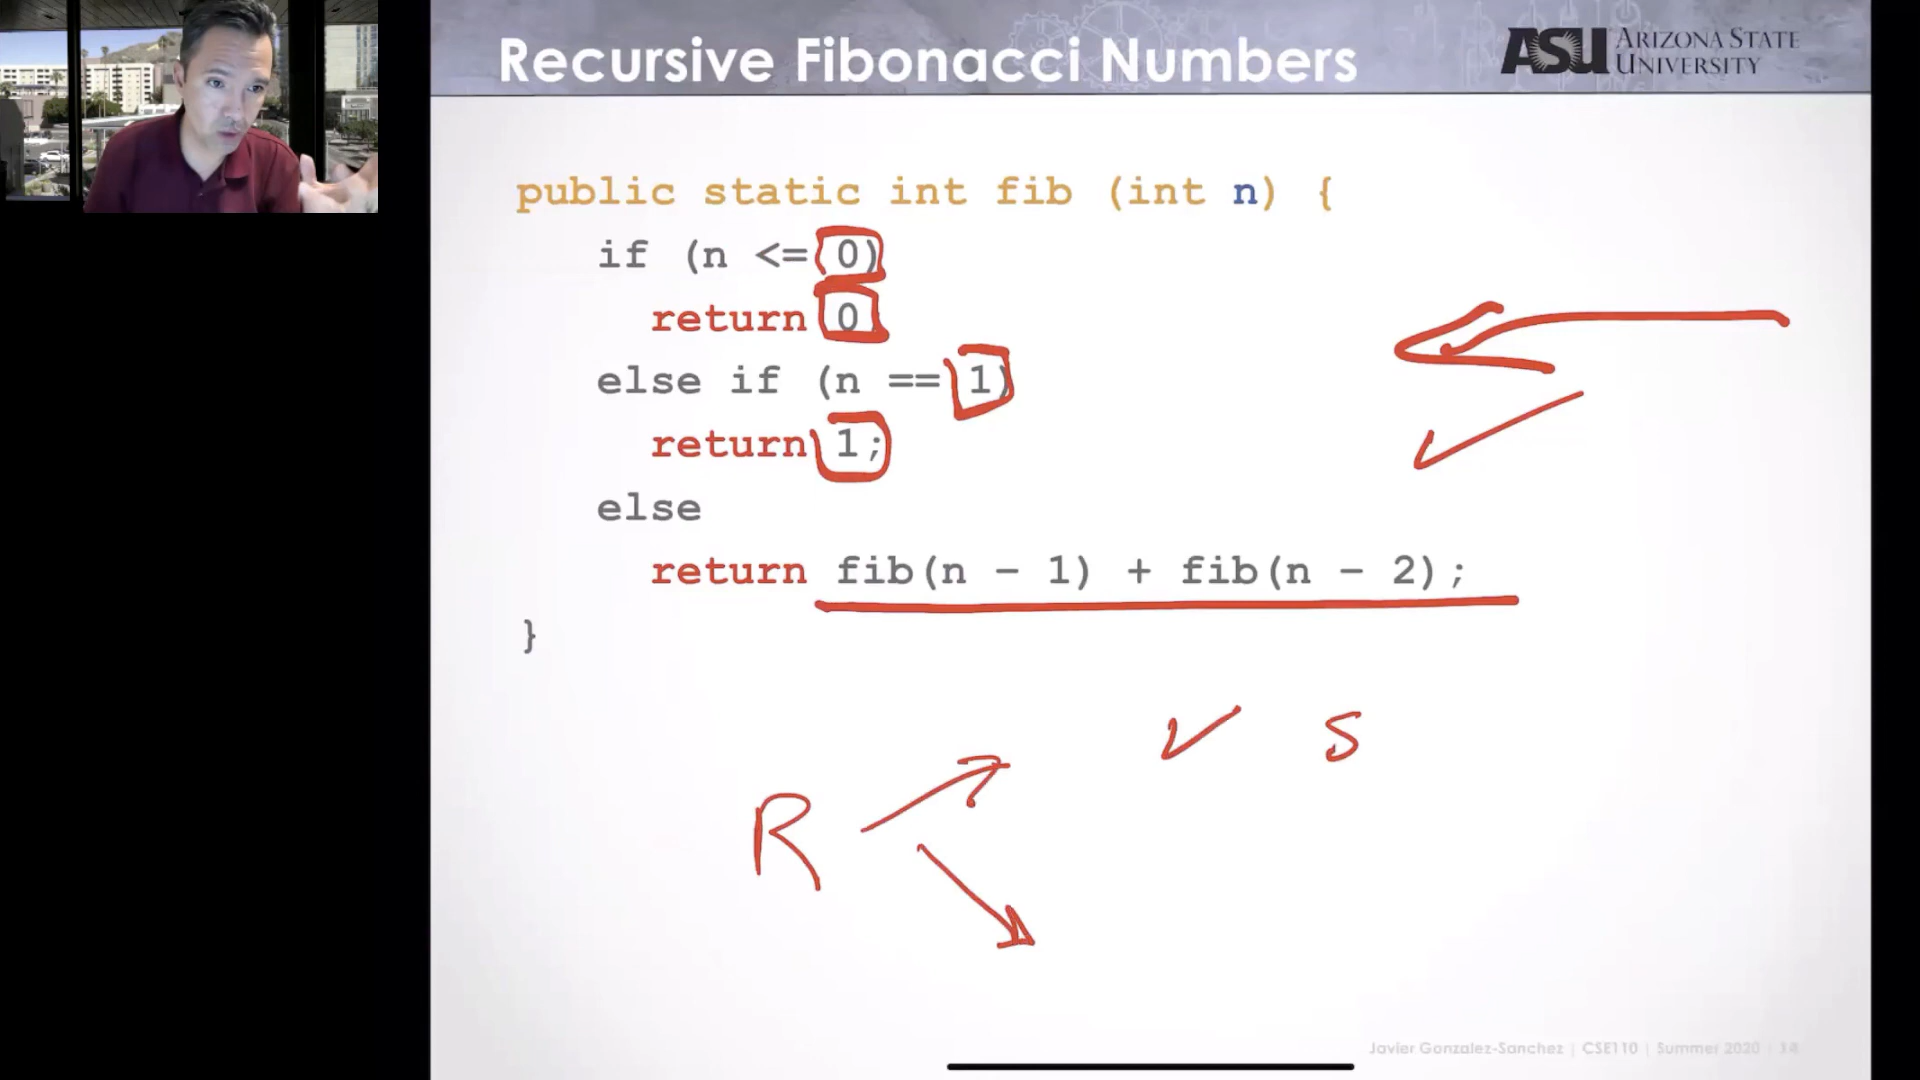 Recursive Fibonacci Numbers
ASU ARIZONA STATE UNIVERSITY
public static int fib (int n) {
if (n <= 0)
return 0
else if (n == 1)
return 1;
else
return fib(n - 1) + fib(n - 2);
}
S
R
Javier Gonzalez-Sanchez | CSE110 | Summer 2020 | 14